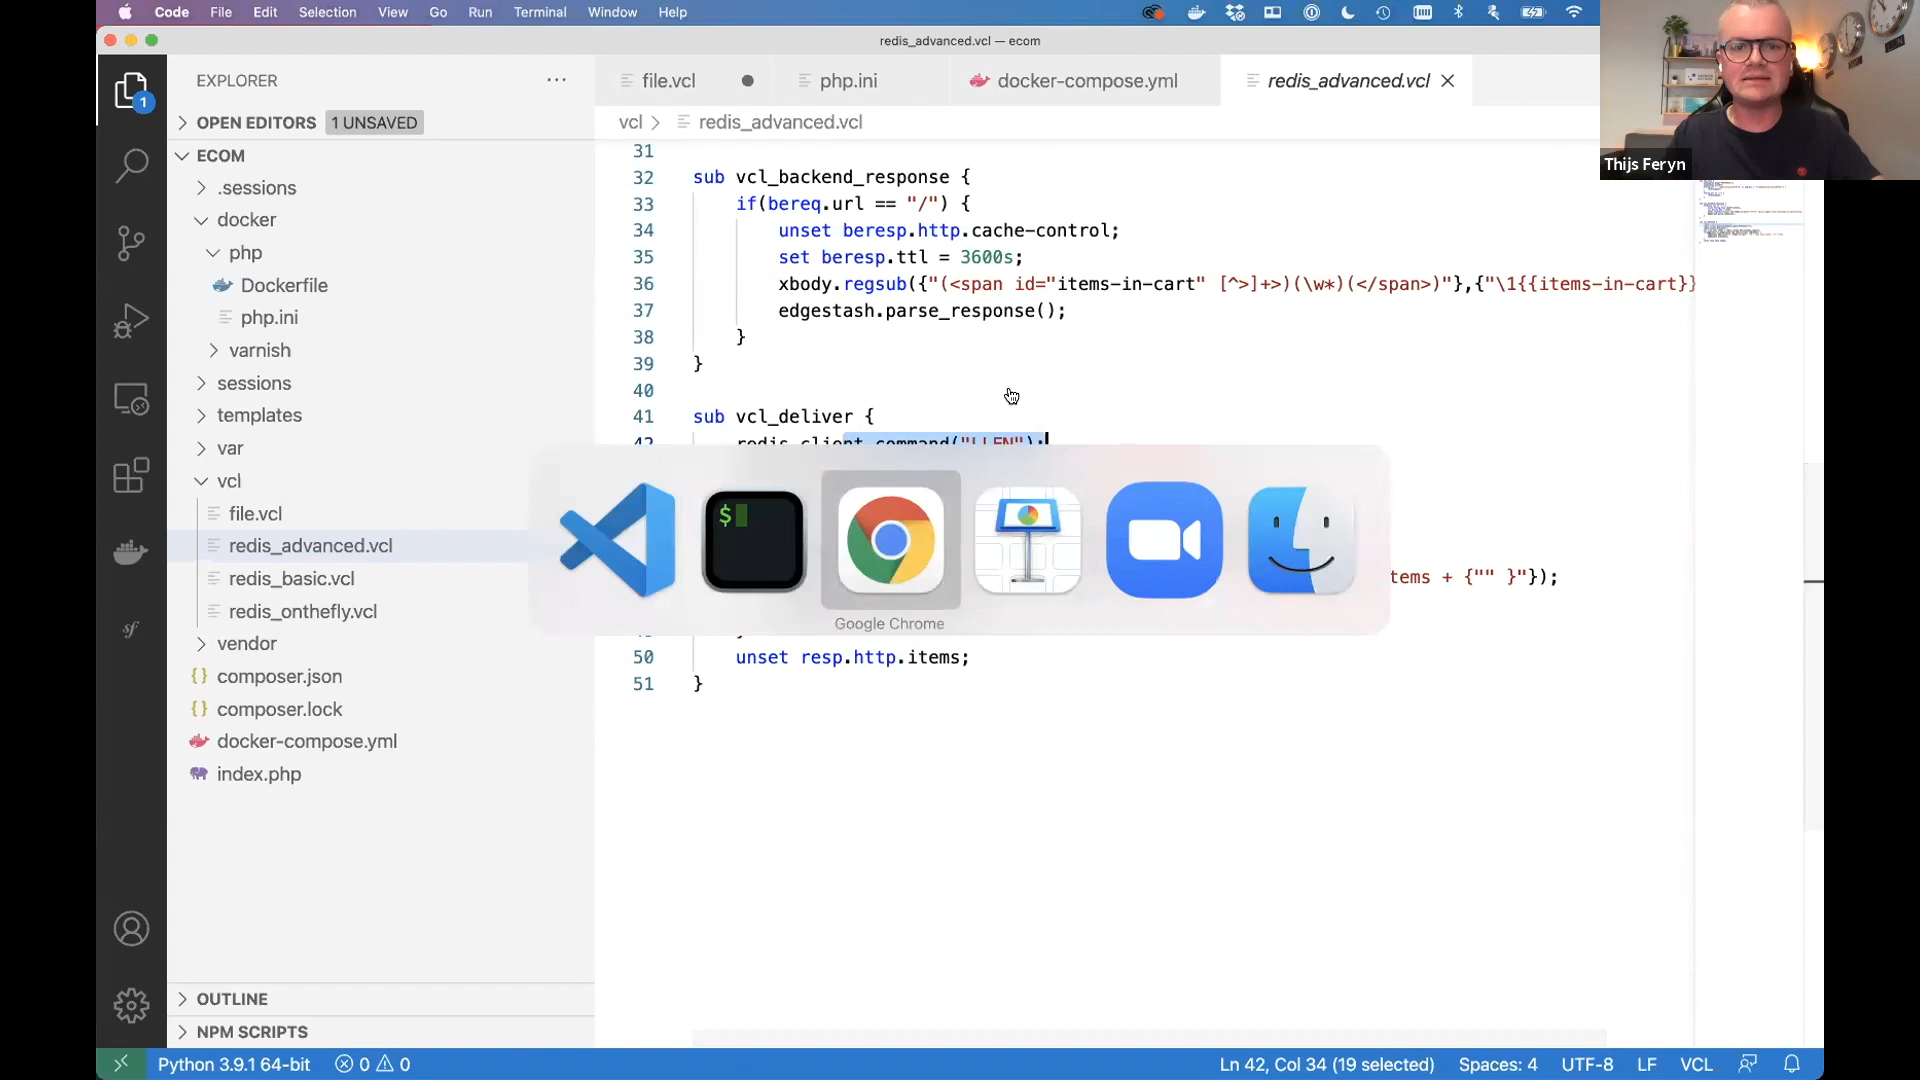 Code File Edit Selection View Go Run Terminal Window Help
redis_advanced.vcl — ecom
Thijs Feryn
EXPLORER
OPEN EDITORS 1 UNSAVED
ECOM
.sessions
docker
php
Dockerfile
php.ini
varnish
sessions
templates
var
vcl
file.vcl
redis_advanced.vcl
redis_basic.vcl
redis_onthefly.vcl
vendor
composer.json
composer.lock
docker-compose.yml
index.php
OUTLINE
NPM SCRIPTS
1
file.vcl php.ini docker-compose.yml redis_advanced.vcl
vcl > redis_advanced.vcl
31
32 sub vcl_backend_response {
33 if(bereq.url == "/") {
34 unset beresp.http.cache-control;
35 set beresp.ttl = 3600s;
36 xbody.regsub({"(<span id="items-in-cart" [^>]+>)(\w*)(</span>)"},{"\1{{items-in-cart}}
37 edgestash.parse_response();
38 }
39 }
40
41 sub vcl_deliver {
42 redis_client.command("LLEN");
$
Google Chrome
tems + {"" }"});
50 unset resp.http.items;
51 }
Python 3.9.1 64-bit 0 0 Ln 42, Col 34 (19 selected) Spaces: 4 UTF-8 LF VCL